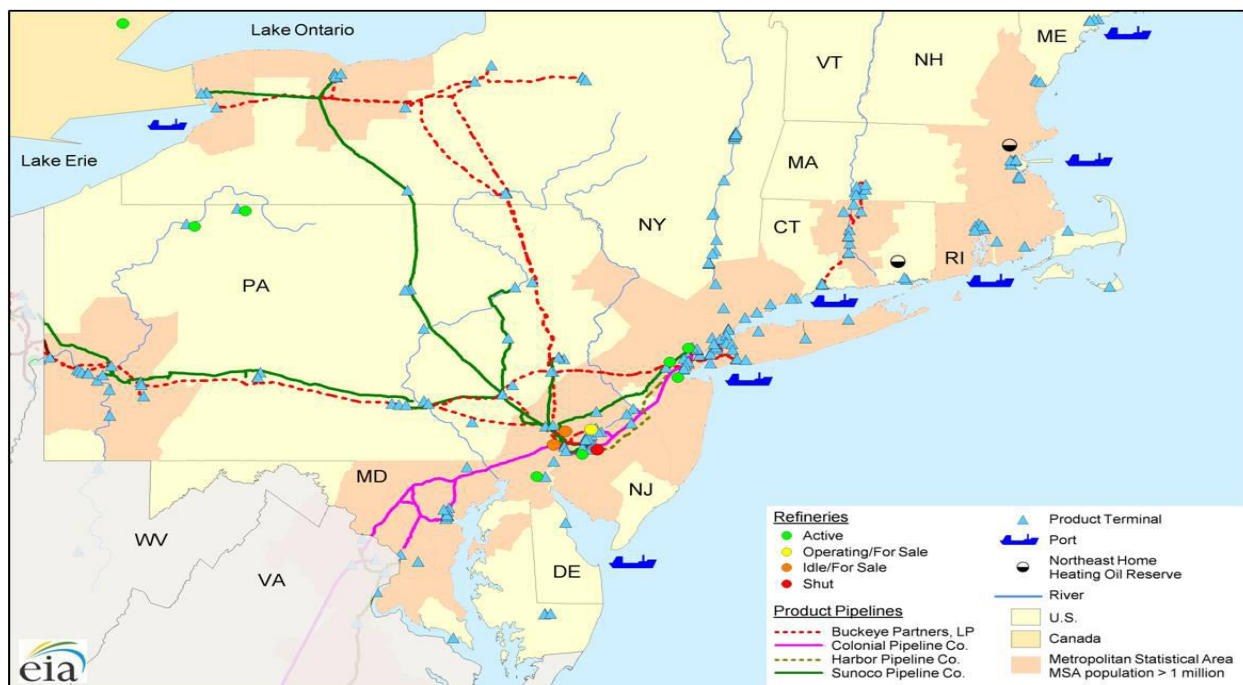 Lake Ontario
ME
VT
NH
Lake Erie
MA
NY
CT
RI
PA
MD
NJ
WV
VA
DE
Refineries
Active
Operating/For Sale
Idle/For Sale
Shut
Product Pipelines
Buckeye Partners, LP
Colonial Pipeline Co.
Harbor Pipeline Co.
Sunoco Pipeline Co.
Product Terminal
Port
Northeast Home
Heating Oil Reserve
River
U.S.
Canada
Metropolitan Statistical Area
MSA population > 1 million
eia